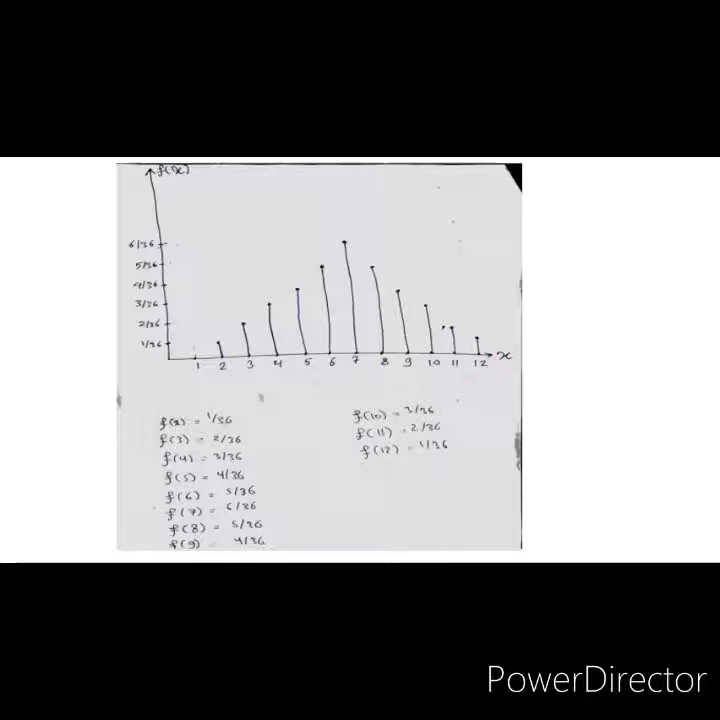 f(x)
6/36
5/36
4/36
3/36
2/36
1/36
1 2 3 4 5 6 7 8 9 10 11 12 x
f(2) = 1/36
f(3) = 2/36
f(4) = 3/36
f(5) = 4/36
f(6) = 5/36
f(7) = 6/36
f(8) = 5/36
f(9) = 4/36
f(10) = 3/36
f(11) = 2/36
f(12) = 1/36
PowerDirector